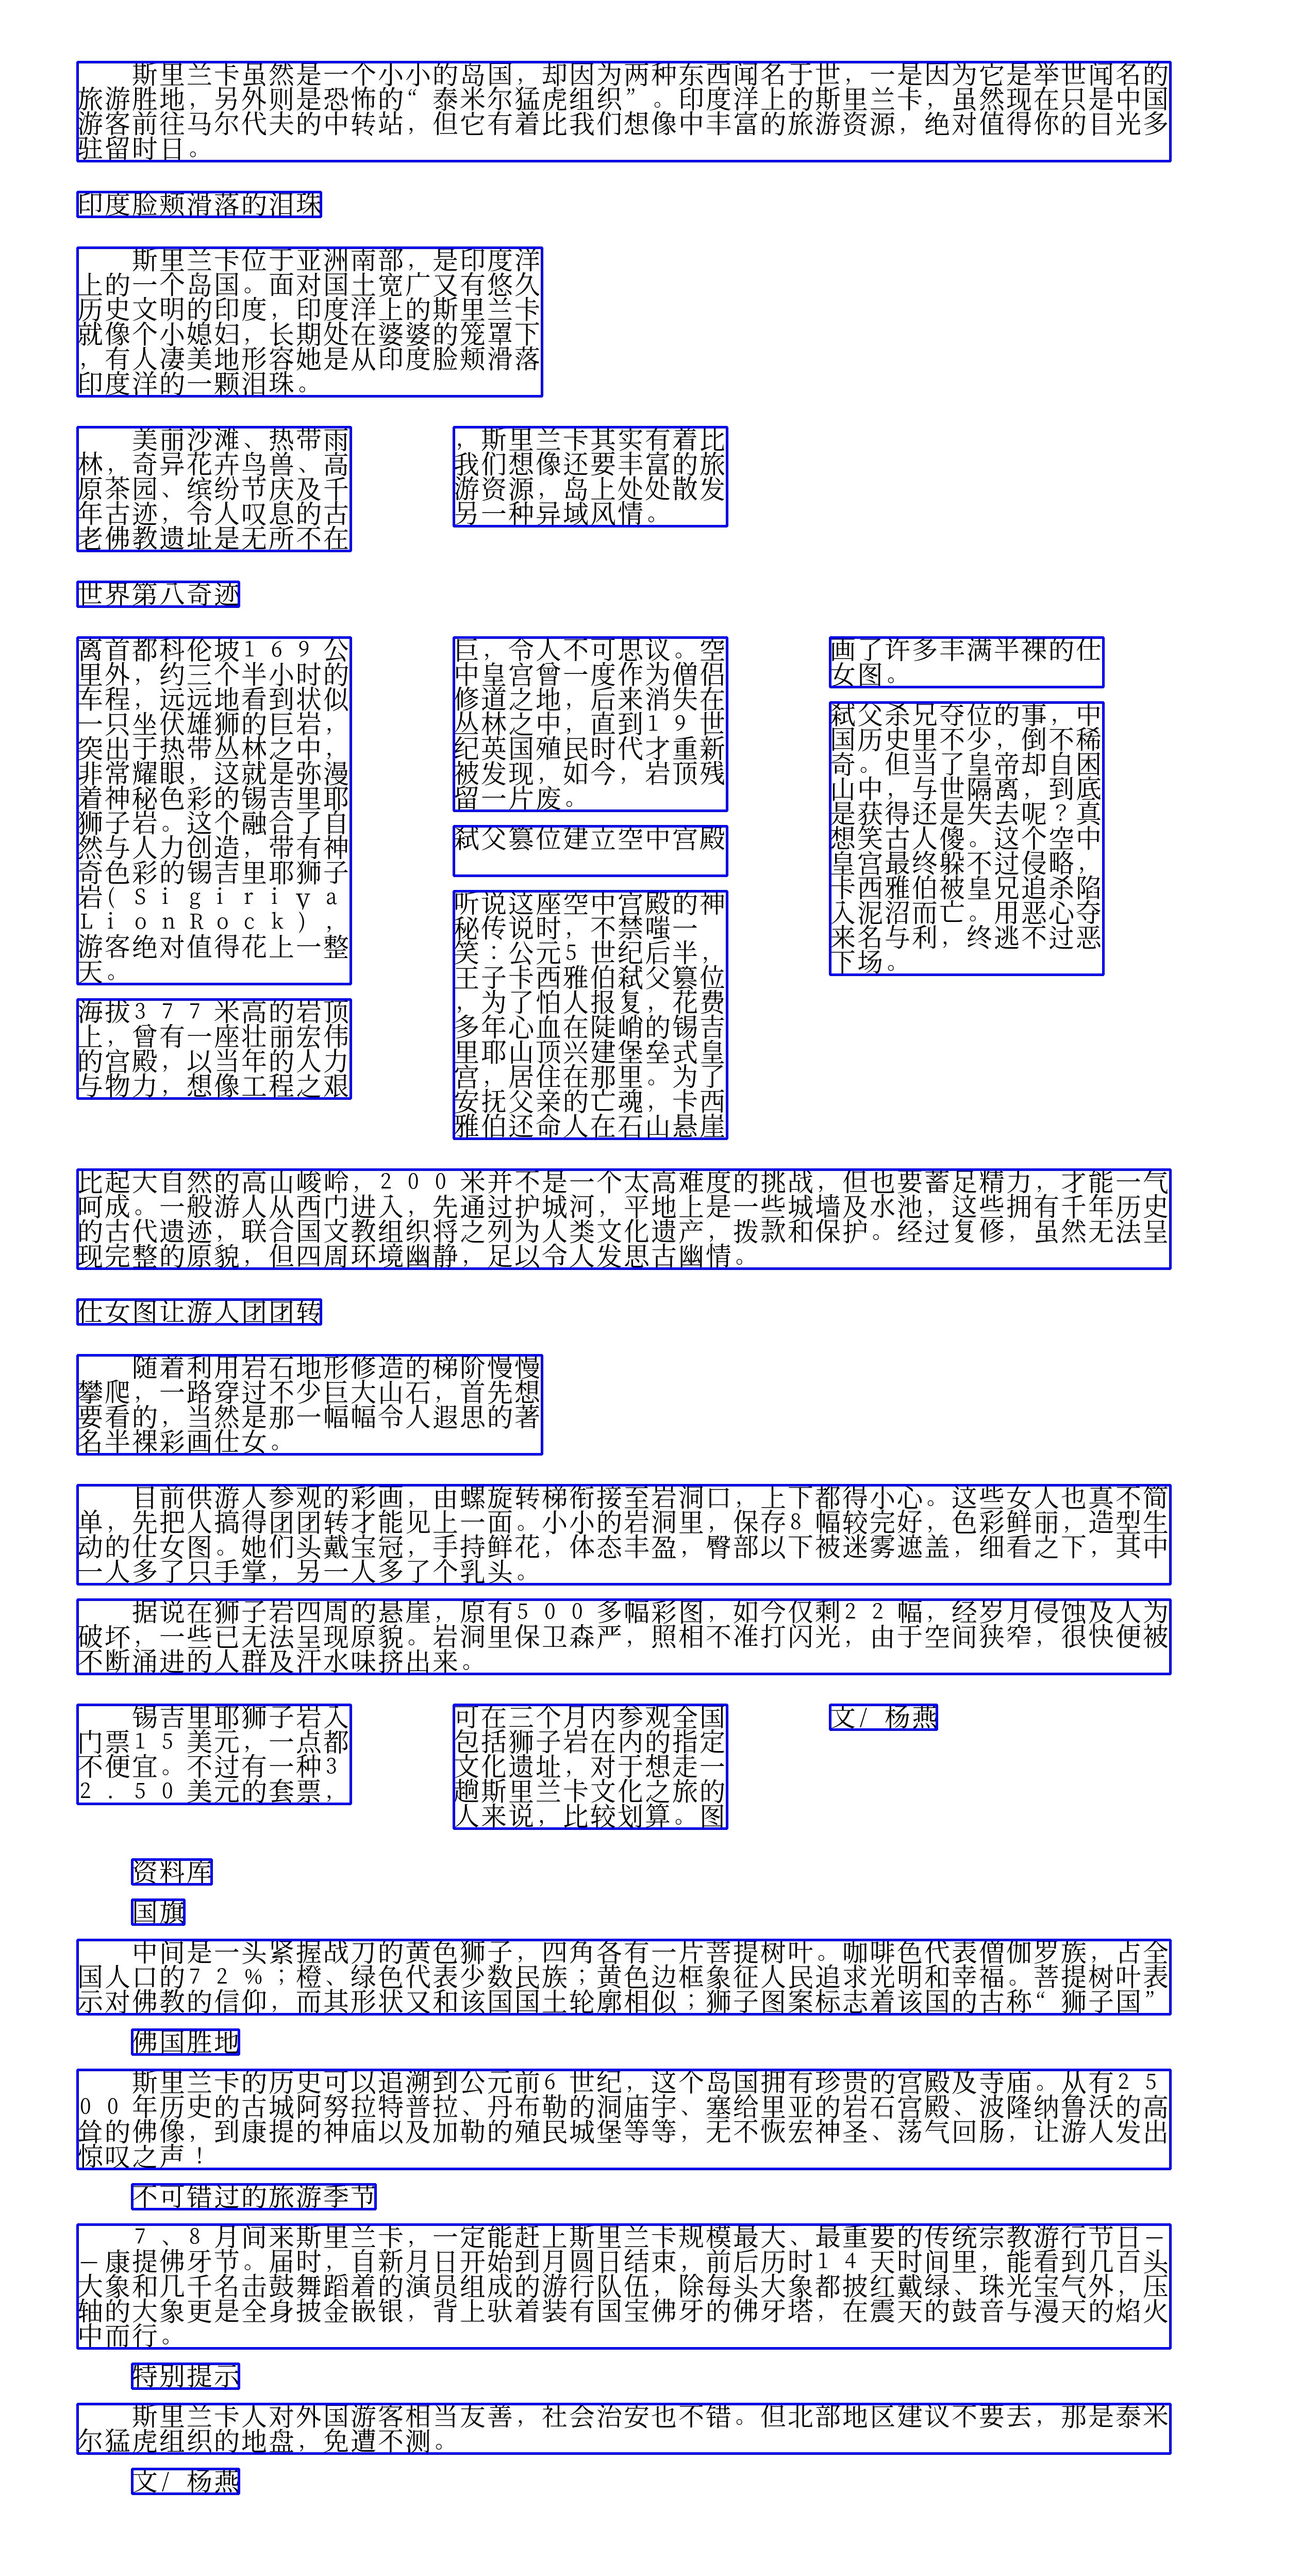 斯里兰卡虽然是一个小小的岛国，却因为两种东西闻名于世，一是因为它是举世闻名的
旅游胜地，另外则是恐怖的“泰米尔猛虎组织”。印度洋上的斯里兰卡，虽然现在只是中国
游客前往马尔代夫的中转站，但它有着比我们想像中丰富的旅游资源，绝对值得你的目光多
驻留时日。
印度脸颊滑落的泪珠
斯里兰卡位于亚洲南部，是印度洋
上的一个岛国。面对国土宽广又有悠久
历史文明的印度，印度洋上的斯里兰卡
就像个小媳妇，长期处在婆婆的笼罩下
，有人凄美地形容她是从印度脸颊滑落
印度洋的一颗泪珠。
美丽沙滩、热带雨
林，奇异花卉鸟兽、高
原茶园、缤纷节庆及千
年古迹，令人叹息的古
老佛教遗址是无所不在
，斯里兰卡其实有着比
我们想像还要丰富的旅
游资源，岛上处处散发
另一种异域风情。
世界第八奇迹
离首都科伦坡169公
里外，约三个半小时的
车程，远远地看到状似
一只坐伏雄狮的巨岩，
突出于热带丛林之中，
非常耀眼，这就是弥漫
着神秘色彩的锡吉里耶
狮子岩。这个融合了自
然与人力创造，带有神
奇色彩的锡吉里耶狮子
岩(Sigiriya
LionRock)，
游客绝对值得花上一整
天。
海拔377米高的岩顶
上，曾有一座壮丽宏伟
的宫殿，以当年的人力
与物力，想像工程之艰
巨，令人不可思议。空
中皇宫曾一度作为僧侣
修道之地，后来消失在
丛林之中，直到19世
纪英国殖民时代才重新
被发现，如今，岩顶残
留一片废。
弑父篡位建立空中宫殿
听说这座空中宫殿的神
秘传说时，不禁嗤一
笑：公元5世纪后半，
王子卡西雅伯弑父篡位
，为了怕人报复，花费
多年心血在陡峭的锡吉
里耶山顶兴建堡垒式皇
宫，居住在那里。为了
安抚父亲的亡魂，卡西
雅伯还命人在石山悬崖
画了许多丰满半裸的仕
女图。
弑父杀兄夺位的事，中
国历史里不少，倒不稀
奇。但当了皇帝却自困
山中，与世隔离，到底
是获得还是失去呢？真
想笑古人傻。这个空中
皇宫最终躲不过侵略，
卡西雅伯被皇兄追杀陷
入泥沼而亡。用恶心夺
来名与利，终逃不过恶
下场。
比起大自然的高山峻岭，200米并不是一个太高难度的挑战，但也要蓄足精力，才能一气
呵成。一般游人从西门进入，先通过护城河，平地上是一些城墙及水池，这些拥有千年历史
的古代遗迹，联合国文教组织将之列为人类文化遗产，拨款和保护。经过复修，虽然无法呈
现完整的原貌，但四周环境幽静，足以令人发思古幽情。
仕女图让游人团团转
随着利用岩石地形修造的梯阶慢慢
攀爬，一路穿过不少巨大山石，首先想
要看的，当然是那一幅幅令人遐思的著
名半裸彩画仕女。
目前供游人参观的彩画，由螺旋转梯衔接至岩洞口，上下都得小心。这些女人也真不简
单，先把人搞得团团转才能见上一面。小小的岩洞里，保存8幅较完好，色彩鲜丽，造型生
动的仕女图。她们头戴宝冠，手持鲜花，体态丰盈，臀部以下被迷雾遮盖，细看之下，其中
一人多了只手掌，另一人多了个乳头。
据说在狮子岩四周的悬崖，原有500多幅彩图，如今仅剩22幅，经岁月侵蚀及人为
破坏，一些已无法呈现原貌。岩洞里保卫森严，照相不准打闪光，由于空间狭窄，很快便被
不断涌进的人群及汗水味挤出来。
锡吉里耶狮子岩入
门票15美元，一点都
不便宜。不过有一种3
2.50美元的套票，
可在三个月内参观全国
包括狮子岩在内的指定
文化遗址，对于想走一
趟斯里兰卡文化之旅的
人来说，比较划算。图
文/杨燕
资料库
国旗
中间是一头紧握战刀的黄色狮子，四角各有一片菩提树叶。咖啡色代表僧伽罗族，占全
国人口的72%；橙、绿色代表少数民族；黄色边框象征人民追求光明和幸福。菩提树叶表
示对佛教的信仰，而其形状又和该国国土轮廓相似；狮子图案标志着该国的古称“狮子国”
佛国胜地
斯里兰卡的历史可以追溯到公元前6世纪，这个岛国拥有珍贵的宫殿及寺庙。从有25
00年历史的古城阿努拉特普拉、丹布勒的洞庙宇、塞给里亚的岩石宫殿、波隆纳鲁沃的高
耸的佛像，到康提的神庙以及加勒的殖民城堡等等，无不恢宏神圣、荡气回肠，让游人发出
惊叹之声！
不可错过的旅游季节
7、8月间来斯里兰卡，一定能赶上斯里兰卡规模最大、最重要的传统宗教游行节日－
－康提佛牙节。届时，自新月日开始到月圆日结束，前后历时14天时间里，能看到几百头
大象和几千名击鼓舞蹈着的演员组成的游行队伍，除每头大象都披红戴绿、珠光宝气外，压
轴的大象更是全身披金嵌银，背上驮着装有国宝佛牙的佛牙塔，在震天的鼓音与漫天的焰火
中而行。
特别提示
斯里兰卡人对外国游客相当友善，社会治安也不错。但北部地区建议不要去，那是泰米
尔猛虎组织的地盘，免遭不测。
文/杨燕